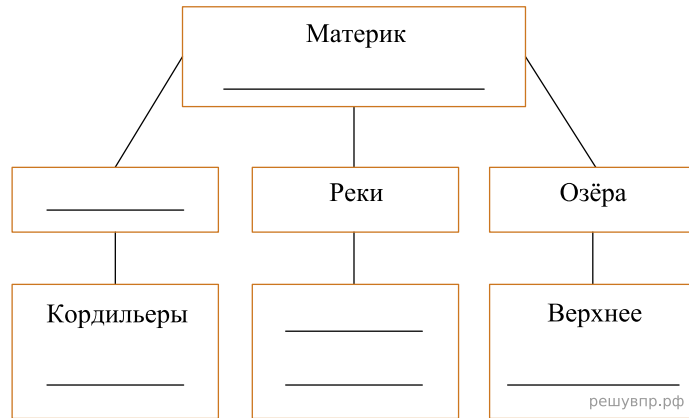 Материк
Реки
Озёра
Кордильеры
Верхнее
решувпр.рф